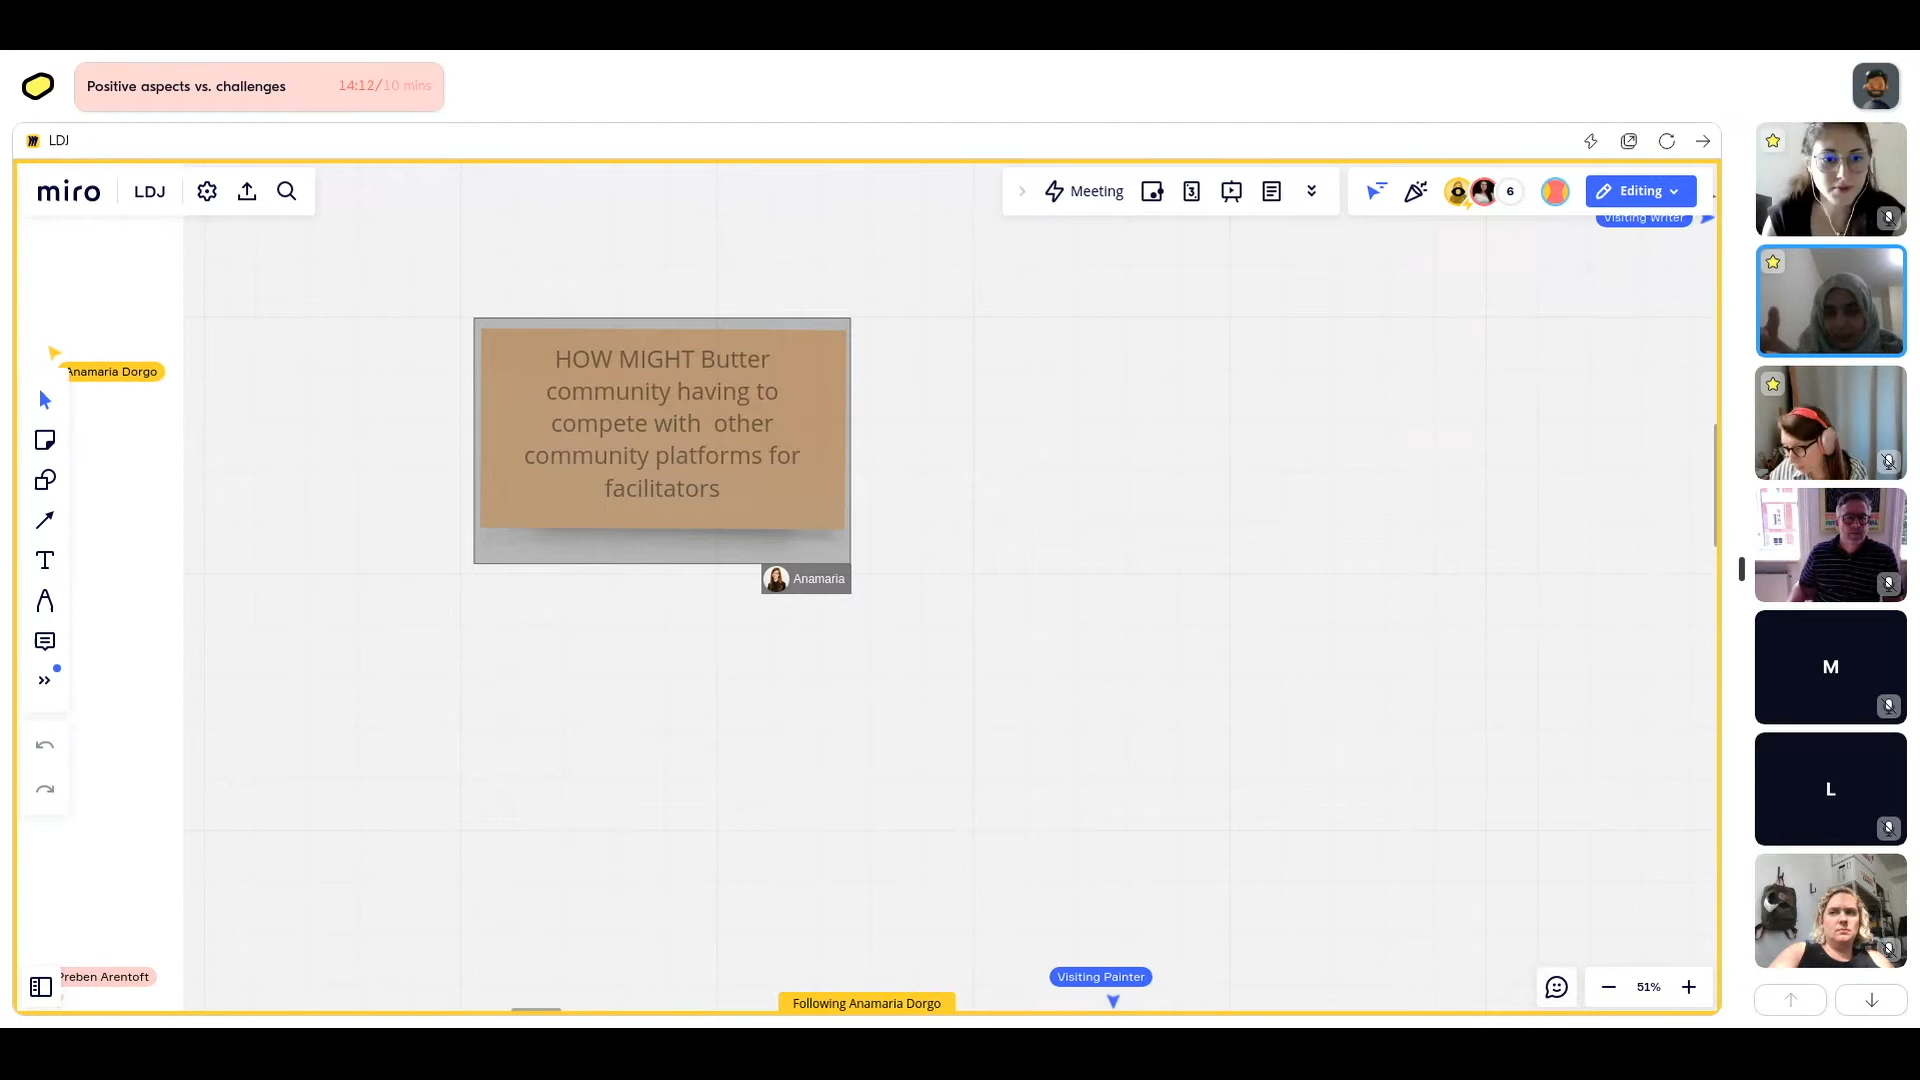 Positive aspects vs. challenges 14:12/10 mins
LDJ
miro LDJ
Meeting
3
6
Editing
Visiting Writer
Anamaria Dorgo
HOW MIGHT Butter
community having to
compete with other
community platforms for
facilitators
Anamaria
M
L
Preben Arentoft
Visiting Painter
51%
Following Anamaria Dorgo